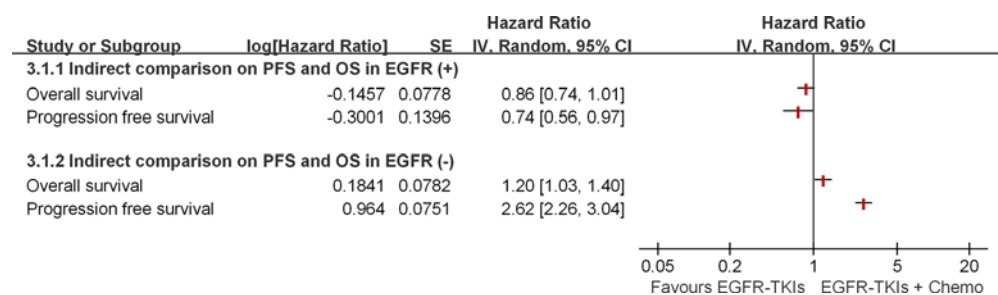 Hazard Ratio Hazard Ratio
Study or Subgroup log[Hazard Ratio] SE IV, Random, 95% CI IV, Random, 95% CI
3.1.1 Indirect comparison on PFS and OS in EGFR (+)
Overall survival -0.1457 0.0778 0.86 [0.74, 1.01]
Progression free survival -0.3001 0.1396 0.74 [0.56, 0.97]
3.1.2 Indirect comparison on PFS and OS in EGFR (-)
Overall survival 0.1841 0.0782 1.20 [1.03, 1.40]
Progression free survival 0.964 0.0751 2.62 [2.26, 3.04]
0.05 0.2 1 5 20
Favours EGFR-TKIs EGFR-TKIs + Chemo